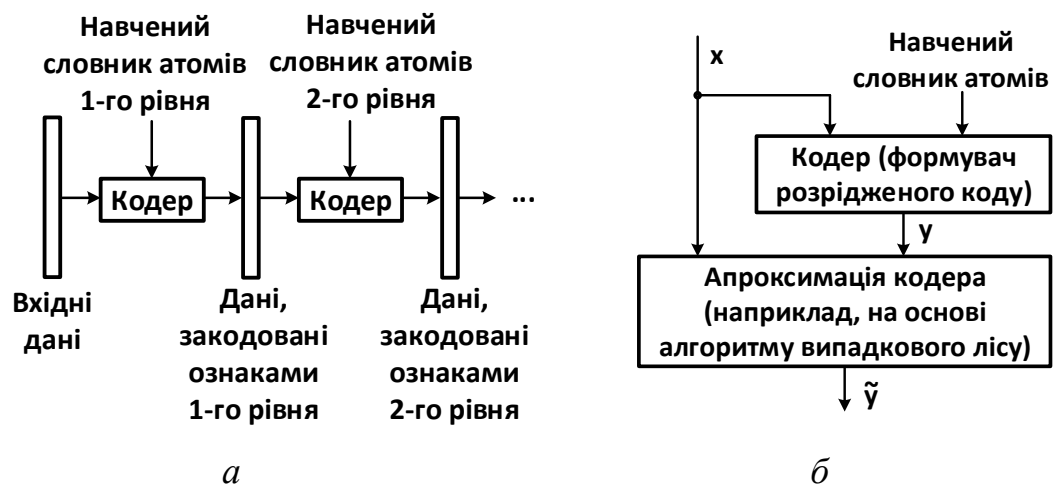 Навчений
словник атомів
1-го рівня
Навчений
словник атомів
2-го рівня
Кодер
Кодер
...
Вхідні
дані
Дані,
закодовані
ознаками
1-го рівня
Дані,
закодовані
ознаками
2-го рівня
а
x
Навчений
словник атомів
Кодер (формувач
розрідженого коду)
y
Апроксимація кодера
(наприклад, на основі
алгоритму випадкового лісу)
ỹ
б